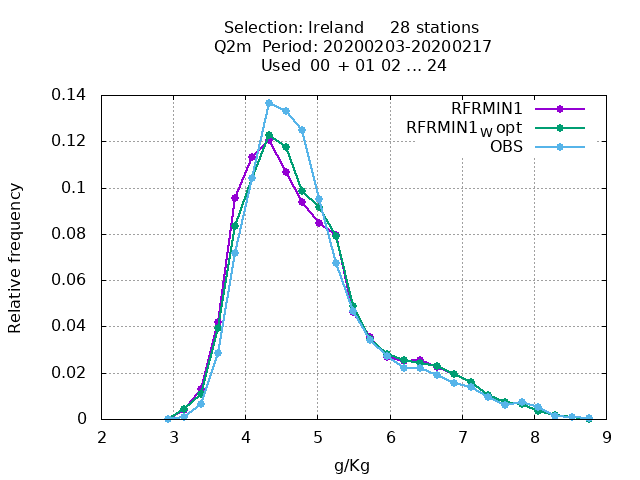 Selection: Ireland 28 stations
Q2m Period: 20200203-20200217
Used 00 + 01 02 ... 24
0.14
0.12
0.1
0.08
0.06
0.04
0.02
0
RFRMIN1
RFRMIN1w opt
OBS
Relative frequency
2 3 4 5 6 7 8 9
g/Kg